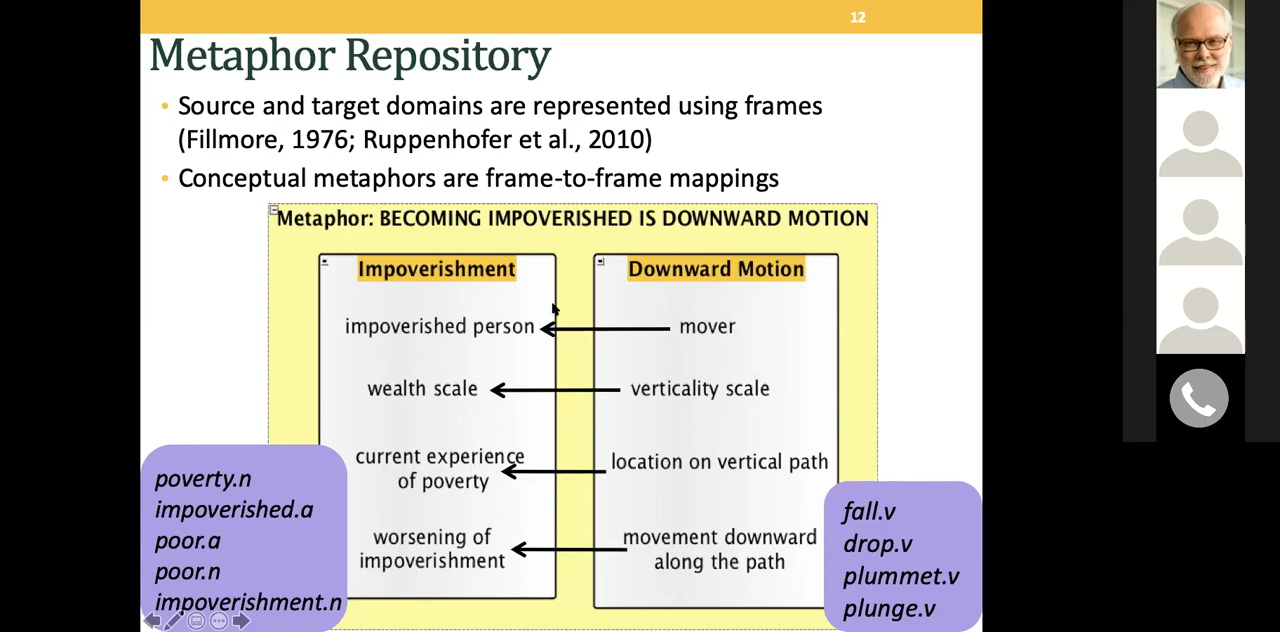 12
Metaphor Repository
• Source and target domains are represented using frames
(Fillmore, 1976; Ruppenhofer et al., 2010)
• Conceptual metaphors are frame-to-frame mappings
Metaphor: BECOMING IMPOVERISHED IS DOWNWARD MOTION
Impoverishment
impoverished person
wealth scale
current experience
of poverty
worsening of
impoverishment
Downward Motion
mover
verticality scale
location on vertical path
movement downward
along the path
poverty.n
impoverished.a
poor.a
poor.n
impoverishment.n
fall.v
drop.v
plummet.v
plunge.v